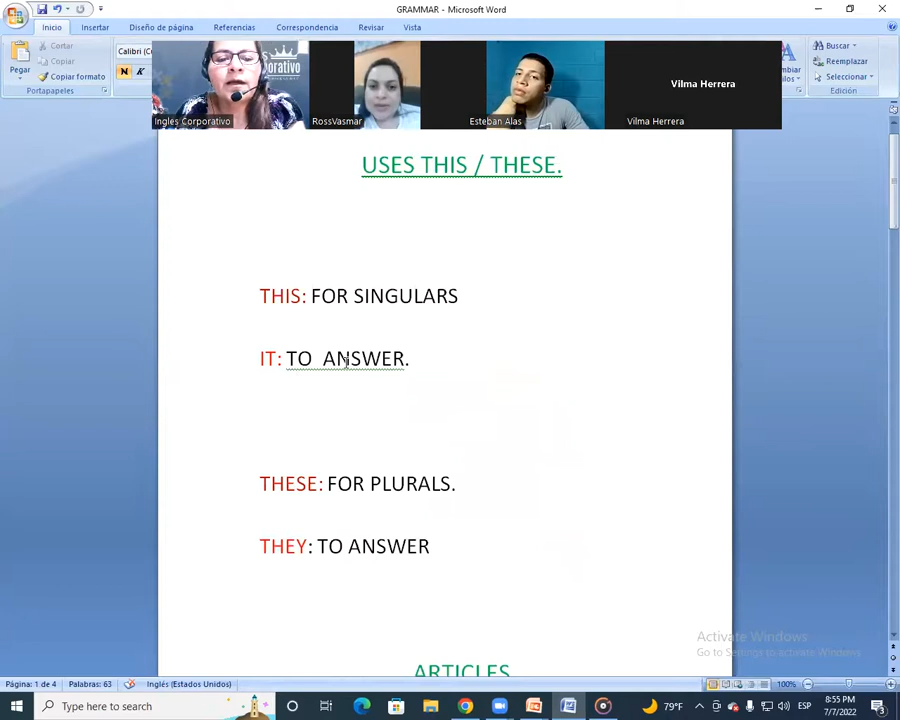 GRAMMAR - Microsoft Word
Inicio Insertar Diseño de página Referencias Correspondencia Revisar Vista
Pegar
Cortar
Copiar
Copiar formato
Portapapeles
Calibri (C
N K
Cambiar
Buscar
Reemplazar
Seleccionar
Edición
Ingles Corporativo
RossVasmar
Esteban Alas
Vilma Herrera
Vilma Herrera
USES THIS / THESE.
THIS: FOR SINGULARS
IT: TO ANSWER.
THESE: FOR PLURALS.
THEY: TO ANSWER
ARTICLES
Activate Windows
Go to Settings to activate Windows.
Página: 1 de 4 Palabras: 63 Inglés (Estados Unidos) 100%
Type here to search
79°F
8:55 PM
7/7/2022
3